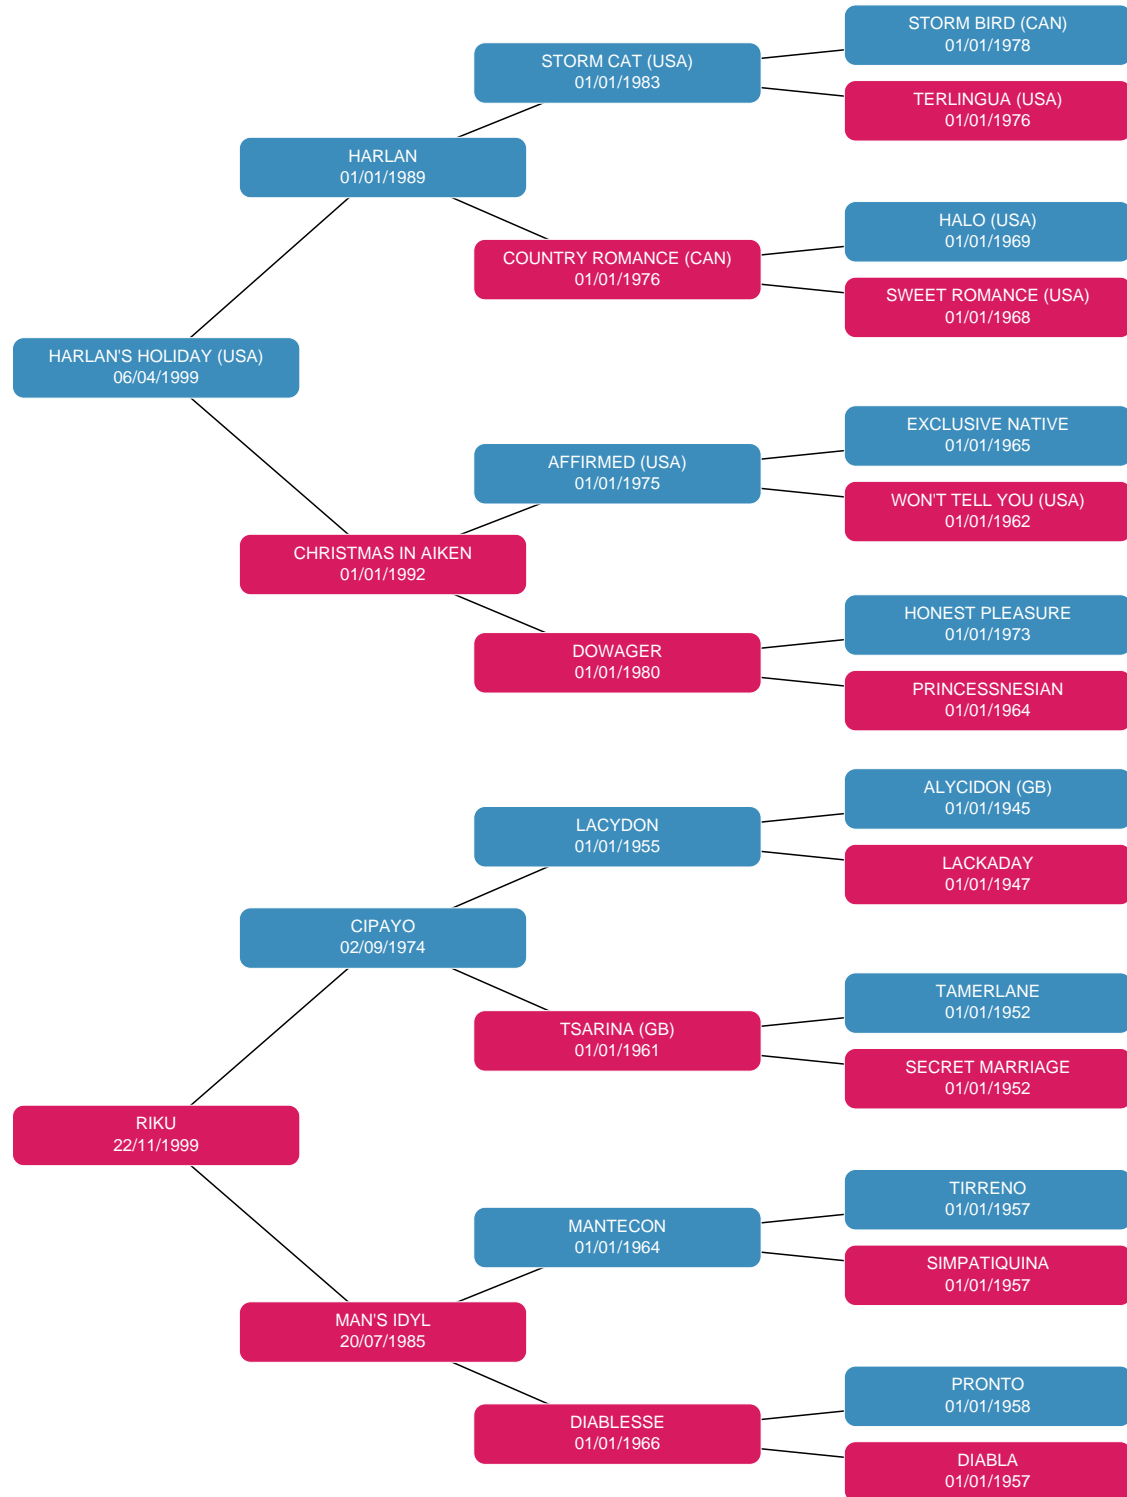 STORM BIRD (CAN)
01/01/1978
STORM CAT (USA)
01/01/1983
TERLINGUA (USA)
01/01/1976
HARLAN
01/01/1989
HALO (USA)
01/01/1969
COUNTRY ROMANCE (CAN)
01/01/1976
SWEET ROMANCE (USA)
01/01/1968
HARLAN'S HOLIDAY (USA)
06/04/1999
EXCLUSIVE NATIVE
01/01/1965
AFFIRMED (USA)
01/01/1975
WON'T TELL YOU (USA)
01/01/1962
CHRISTMAS IN AIKEN
01/01/1992
HONEST PLEASURE
01/01/1973
DOWAGER
01/01/1980
PRINCESSNESIAN
01/01/1964
ALYCIDON (GB)
01/01/1945
LACYDON
01/01/1955
LACKADAY
01/01/1947
CIPAYO
02/09/1974
TAMERLANE
01/01/1952
TSARINA (GB)
01/01/1961
SECRET MARRIAGE
01/01/1952
RIKU
22/11/1999
TIRRENO
01/01/1957
MANTECON
01/01/1964
SIMPATIQUINA
01/01/1957
MAN'S IDYL
20/07/1985
PRONTO
01/01/1958
DIABLESSE
01/01/1966
DIABLA
01/01/1957